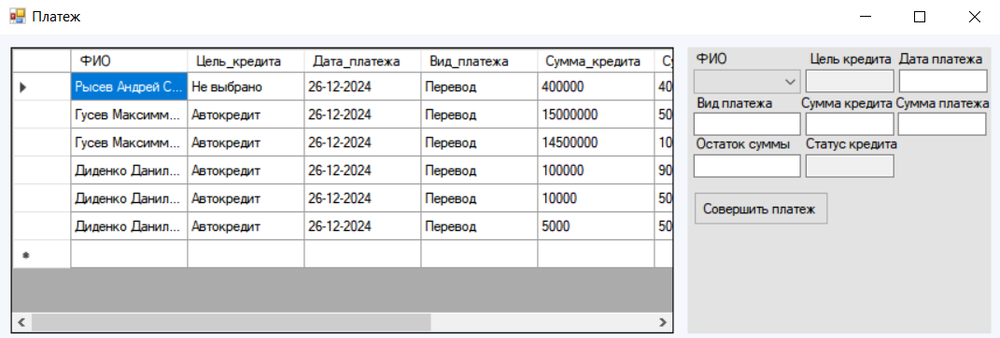 Платеж
ФИО Цель_кредита Дата_платежа Вид_платежа Сумма_кредита
Рысев Андрей С... Не выбрано 26-12-2024 Перевод 400000 40
Гусев Максимм... Автокредит 26-12-2024 Перевод 15000000 50
Гусев Максимм... Автокредит 26-12-2024 Перевод 14500000 10
Диденко Данил... Автокредит 26-12-2024 Перевод 100000 90
Диденко Данил... Автокредит 26-12-2024 Перевод 10000 50
Диденко Данил... Автокредит 26-12-2024 Перевод 5000 50
ФИО Цель кредита Дата платежа
Вид платежа Сумма кредита Сумма платежа
Остаток суммы Статус кредита
Совершить платеж